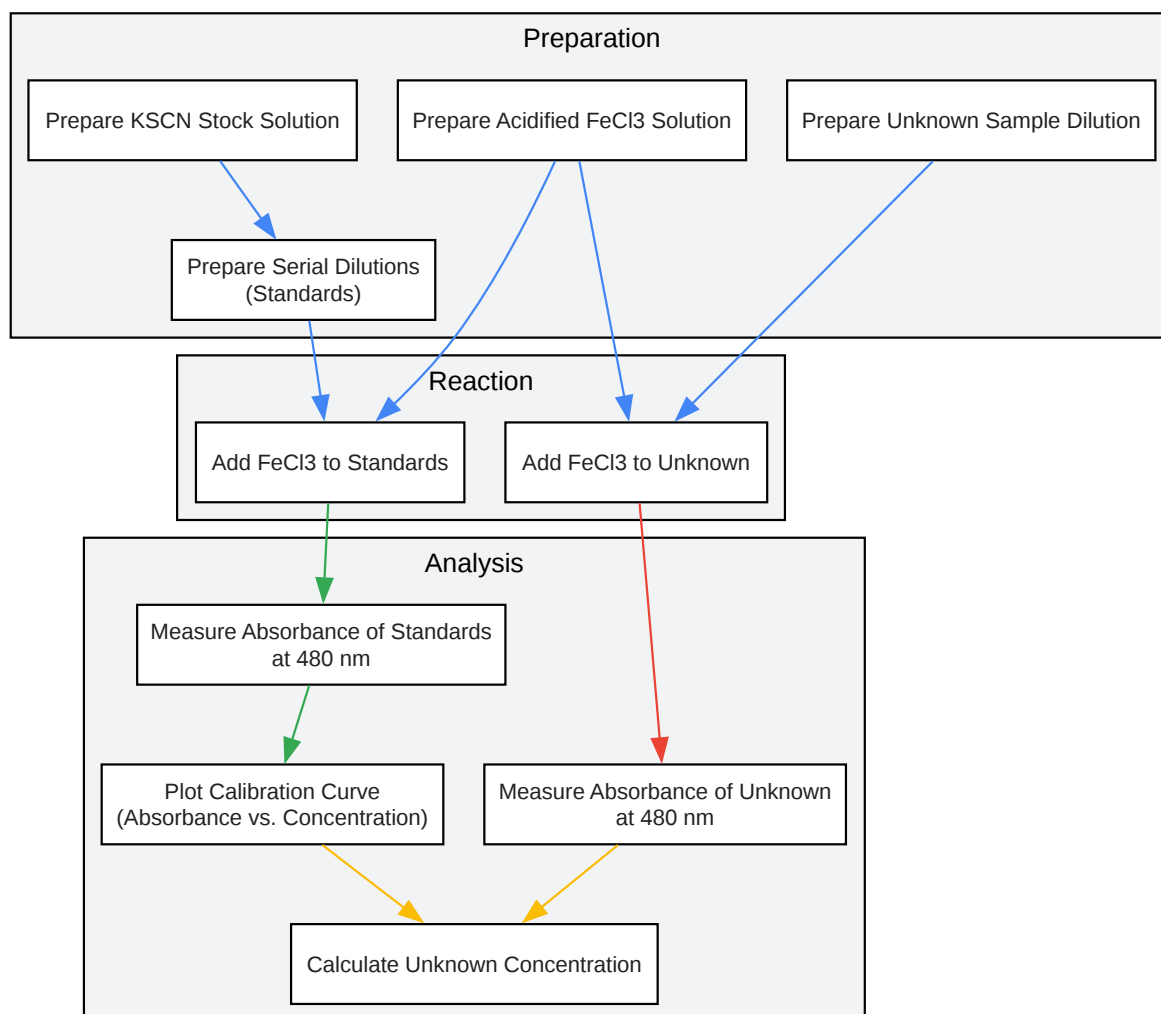 Preparation
Prepare KSCN Stock Solution
Prepare Acidified FeCl3 Solution
Prepare Unknown Sample Dilution
Prepare Serial Dilutions
(Standards)
Reaction
Add FeCl3 to Standards
Add FeCl3 to Unknown
Analysis
Measure Absorbance of Standards
at 480 nm
Plot Calibration Curve
(Absorbance vs. Concentration)
Measure Absorbance of Unknown
at 480 nm
Calculate Unknown Concentration